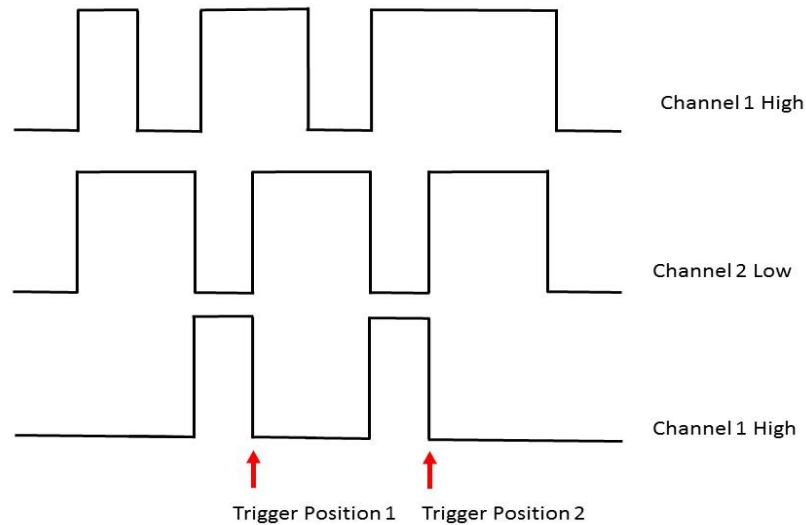 Channel 1 High
Channel 2 Low
Channel 1 High
Trigger Position 1
Trigger Position 2